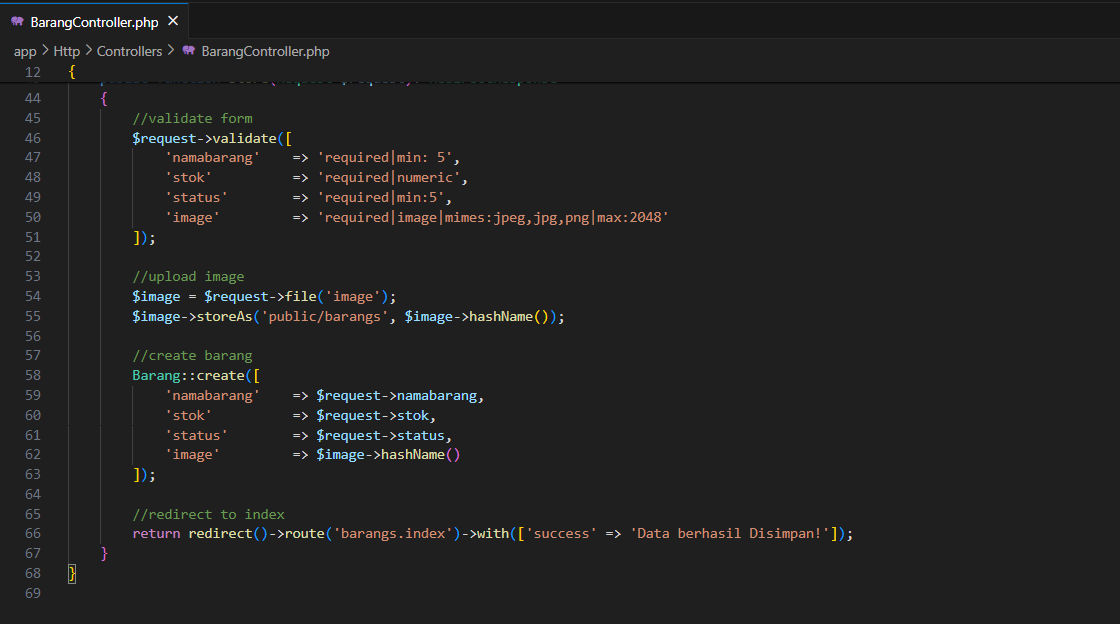 BarangController.php
app > Http > Controllers > BarangController.php
12 {
44 {
45 //validate form
46 $request->validate([
47 'namabarang' => 'required|min: 5',
48 'stok' => 'required|numeric',
49 'status' => 'required|min:5',
50 'image' => 'required|image|mimes:jpeg,jpg,png|max:2048'
51 ]);
52
53 //upload image
54 $image = $request->file('image');
55 $image->storeAs('public/barangs', $image->hashName());
56
57 //create barang
58 Barang::create([
59 'namabarang' => $request->namabarang,
60 'stok' => $request->stok,
61 'status' => $request->status,
62 'image' => $image->hashName()
63 ]);
64
65 //redirect to index
66 return redirect()->route('barangs.index')->with(['success' => 'Data berhasil Disimpan!']);
67 }
68 }
69